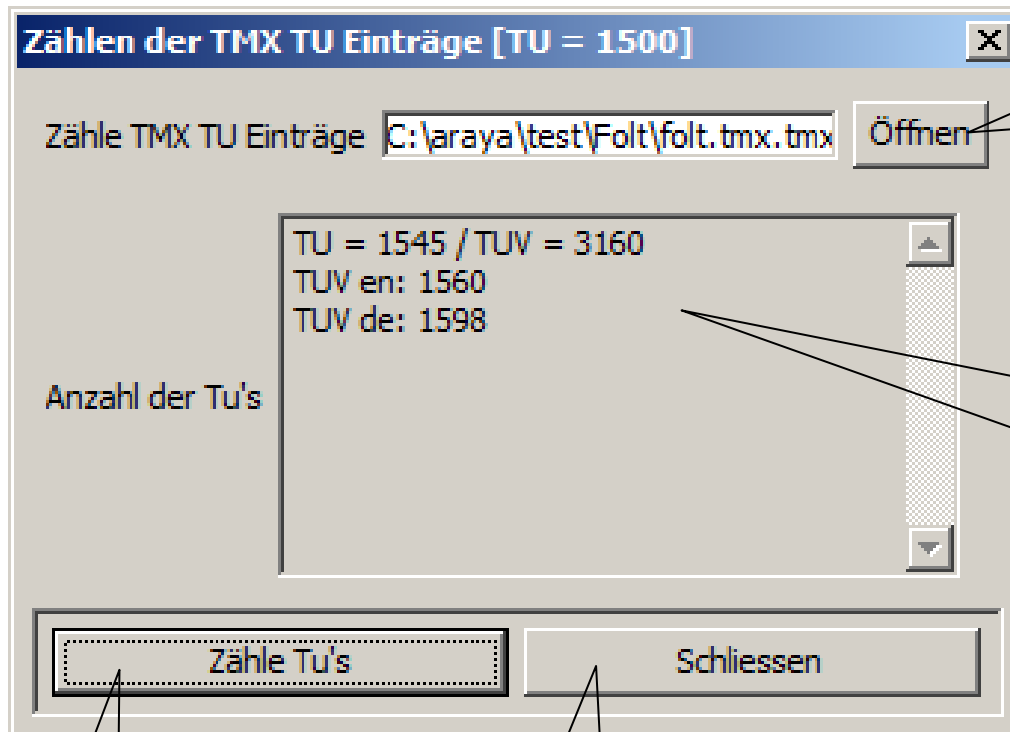 Zählen der TMX TU Einträge [TU = 1500]
Zähle TMX TU Einträge C:\araya\test\Folt\folt.tmx.tmx Öffnen
TU = 1545 / TUV = 3160
TUV en: 1560
TUV de: 1598
Anzahl der Tu's
Zähle Tu's Schliessen